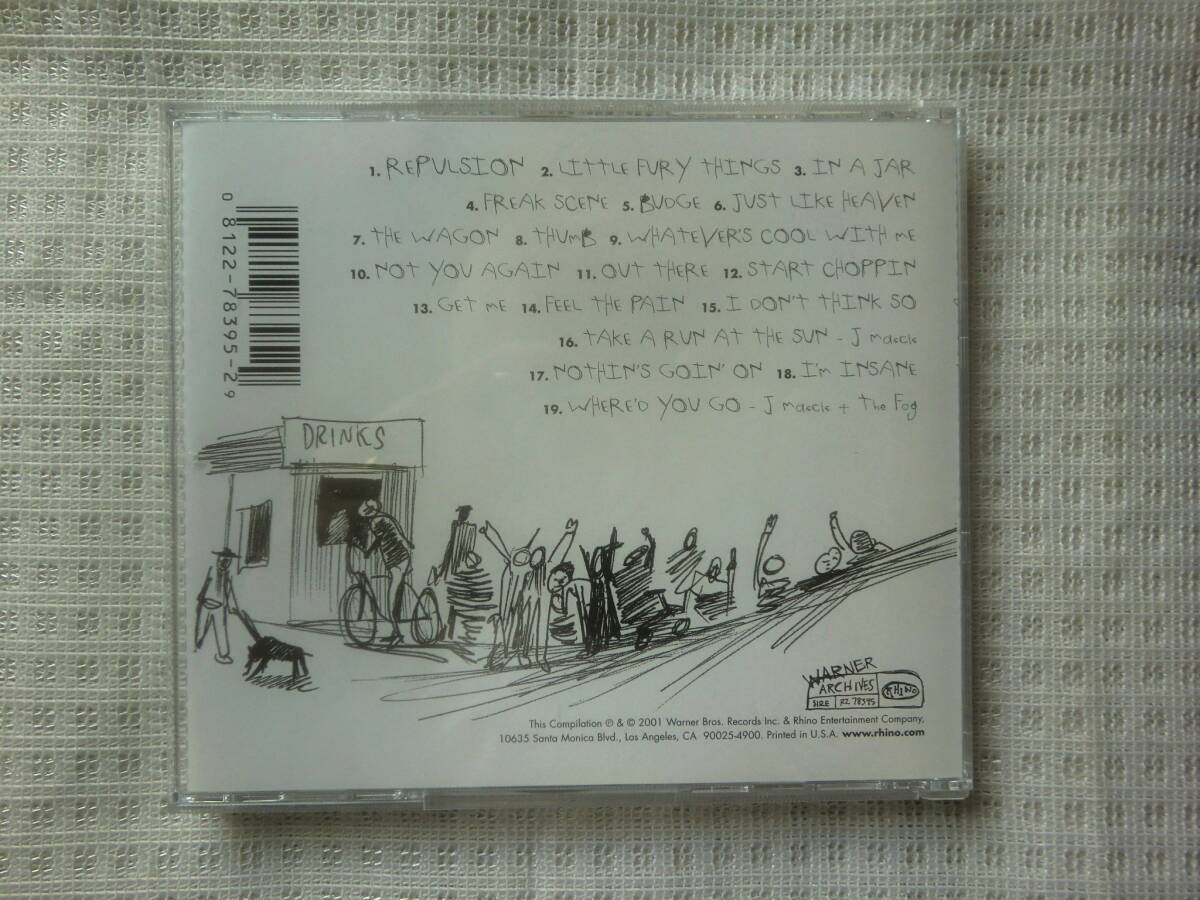 1. REPULSION 2. LITTLE FURY THINGS 3. IN A JAR
4. FREAK SCENE 5. BUDGE 6. JUST LIKE HEAVEN
7. THE WAGON 8. THUMB 9. WHATEVER'S COOL WITH ME
10. NOT YOU AGAIN 11. OUT THERE 12. START CHOPPIN
13. GET ME 14. FEEL THE PAIN 15. I DON'T THINK SO
16. TAKE A RUN AT THE SUN - J mascis
17. NOTHIN'S GOIN' ON 18. I'm INSANE
19. WHERE'D YOU GO - J mascis + The Fog
0 8122-78395-2 9
DRINKS
WARNER
ARCHIVES
RHINO
SIRE R2 78395
This Compilation ℗ & © 2001 Warner Bros. Records Inc. & Rhino Entertainment Company,
10635 Santa Monica Blvd., Los Angeles, CA 90025-4900. Printed in U.S.A. www.rhino.com